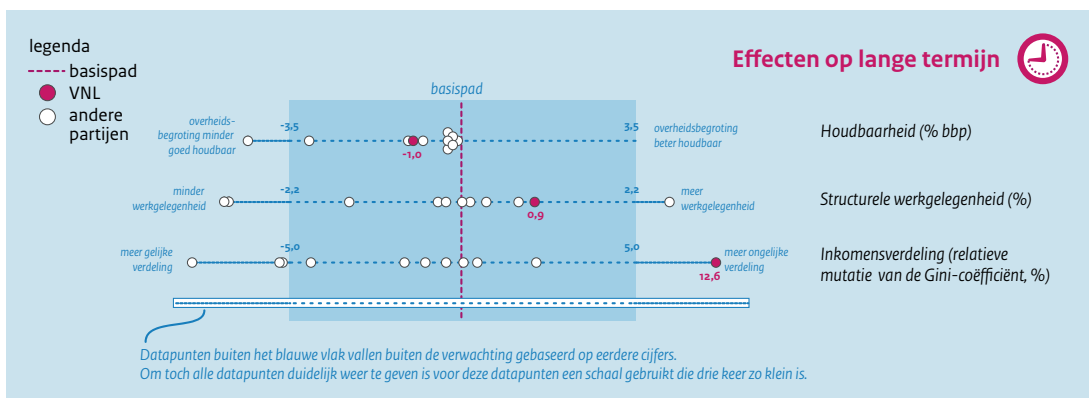 legenda
basispad
VNL
andere
partijen
Effecten op lange termijn
basispad
overheids-
begroting minder
goed houdbaar
-3,5
-1,0
3,5
overheidsbegroting
beter houdbaar
Houdbaarheid (% bbp)
minder
werkgelegenheid
-2,2
0,9
2,2
meer
werkgelegenheid
Structurele werkgelegenheid (%)
meer gelijke
verdeling
-5,0
5,0
meer ongelijke
verdeling
12,6
Inkomensverdeling (relatieve
mutatie van de Gini-coëfficiënt, %)
Datapunten buiten het blauwe vlak vallen buiten de verwachting gebaseerd op eerdere cijfers.
Om toch alle datapunten duidelijk weer te geven is voor deze datapunten een schaal gebruikt die drie keer zo klein is.